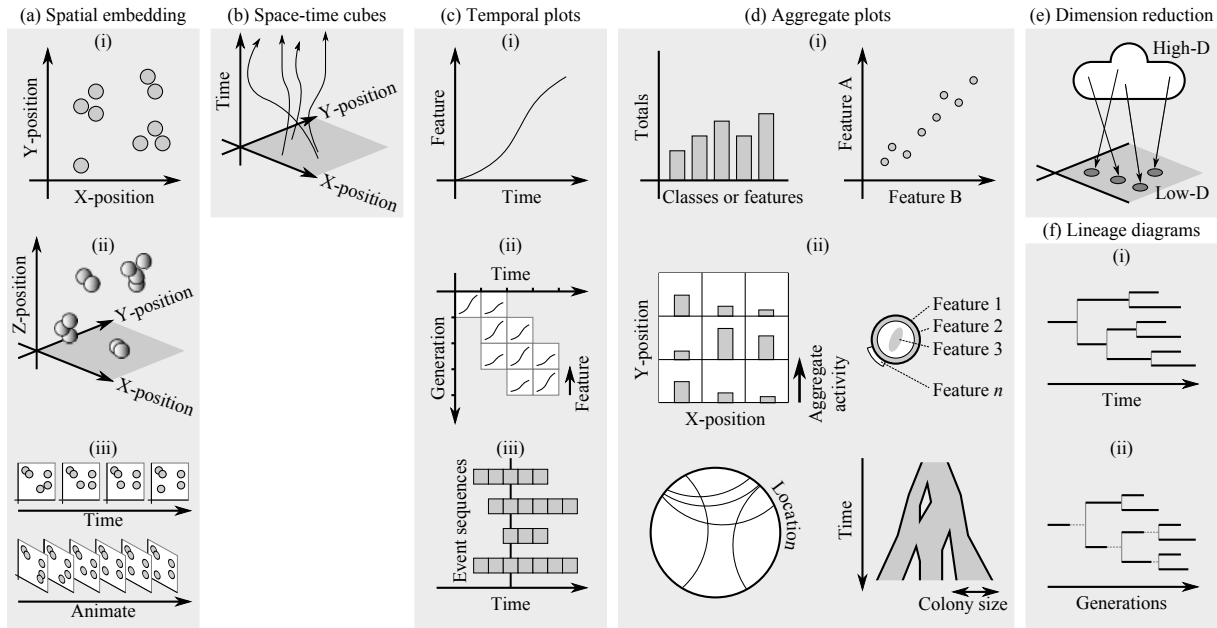 (a) Spatial embedding
(i)
Y-position
X-position
(ii)
Z-position
Y-position
X-position
(iii)
Time
Animate
(b) Space-time cubes
Time
Y-position
X-position
(c) Temporal plots
(i)
Feature
Time
(ii)
Time
Generation
Feature
(iii)
Event sequences
Time
(d) Aggregate plots
(i)
Totals
Classes or features
Feature A
Feature B
(ii)
Y-position
X-position
Aggregate
activity
Feature 1
Feature 2
Feature 3
Feature n
Location
Time
Colony size
(e) Dimension reduction
High-D
Low-D
(f) Lineage diagrams
(i)
Time
(ii)
Generations